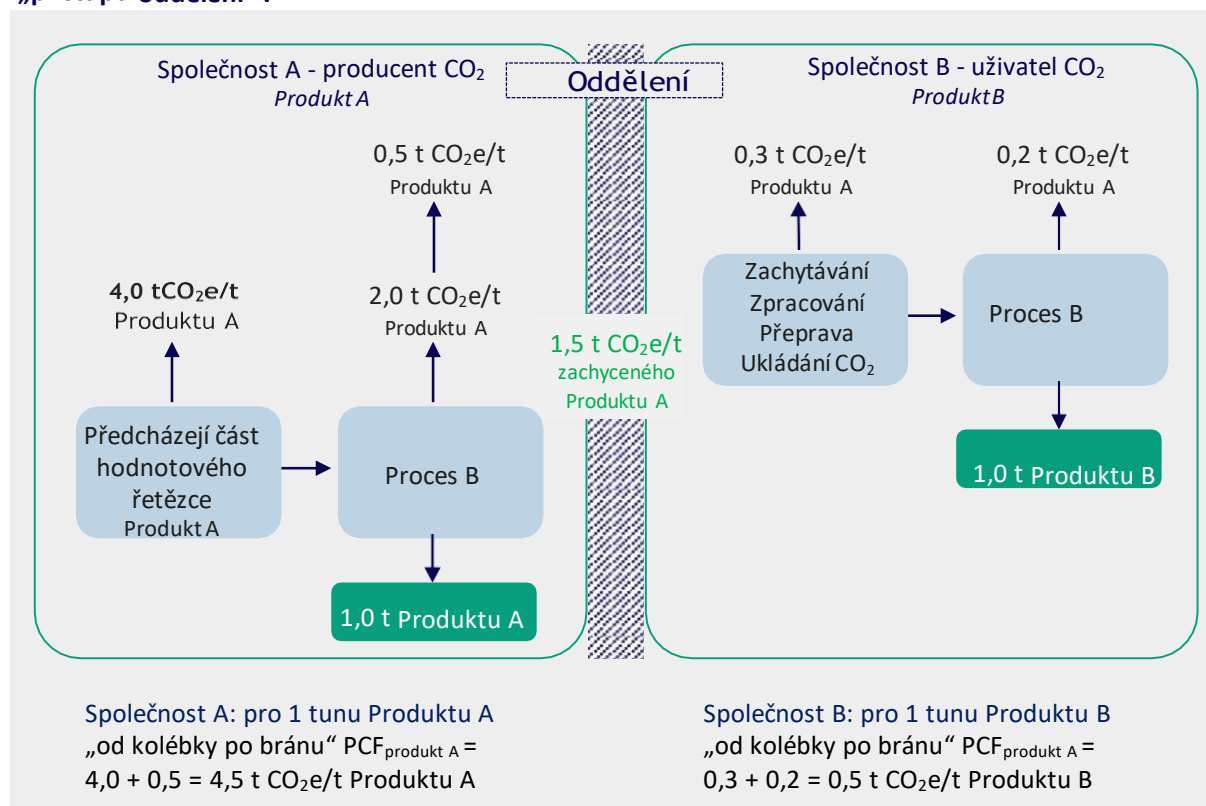 Společnost A - producent CO₂
Produkt A
Oddělení
Společnost B - uživatel CO₂
Produkt B
0,5 t CO₂e/t
Produktu A
0,3 t CO₂e/t
Produktu A
0,2 t CO₂e/t
Produktu A
4,0 tCO₂e/t
Produktu A
2,0 t CO₂e/t
Produktu A
1,5 t CO₂e/t
zachyceného
Produktu A
Zachytávání
Zpracování
Přeprava
Ukládání CO₂
Proces B
Předcházejí část
hodnotového
řetězce
Produkt A
Proces B
1,0 t Produktu B
1,0 t Produktu A
Společnost A: pro 1 tunu Produktu A
„od kolébky po bránu“ PCFprodukt A =
4,0 + 0,5 = 4,5 t CO₂e/t Produktu A
Společnost B: pro 1 tunu Produktu B
„od kolébky po bránu“ PCFprodukt A =
0,3 + 0,2 = 0,5 t CO₂e/t Produktu B